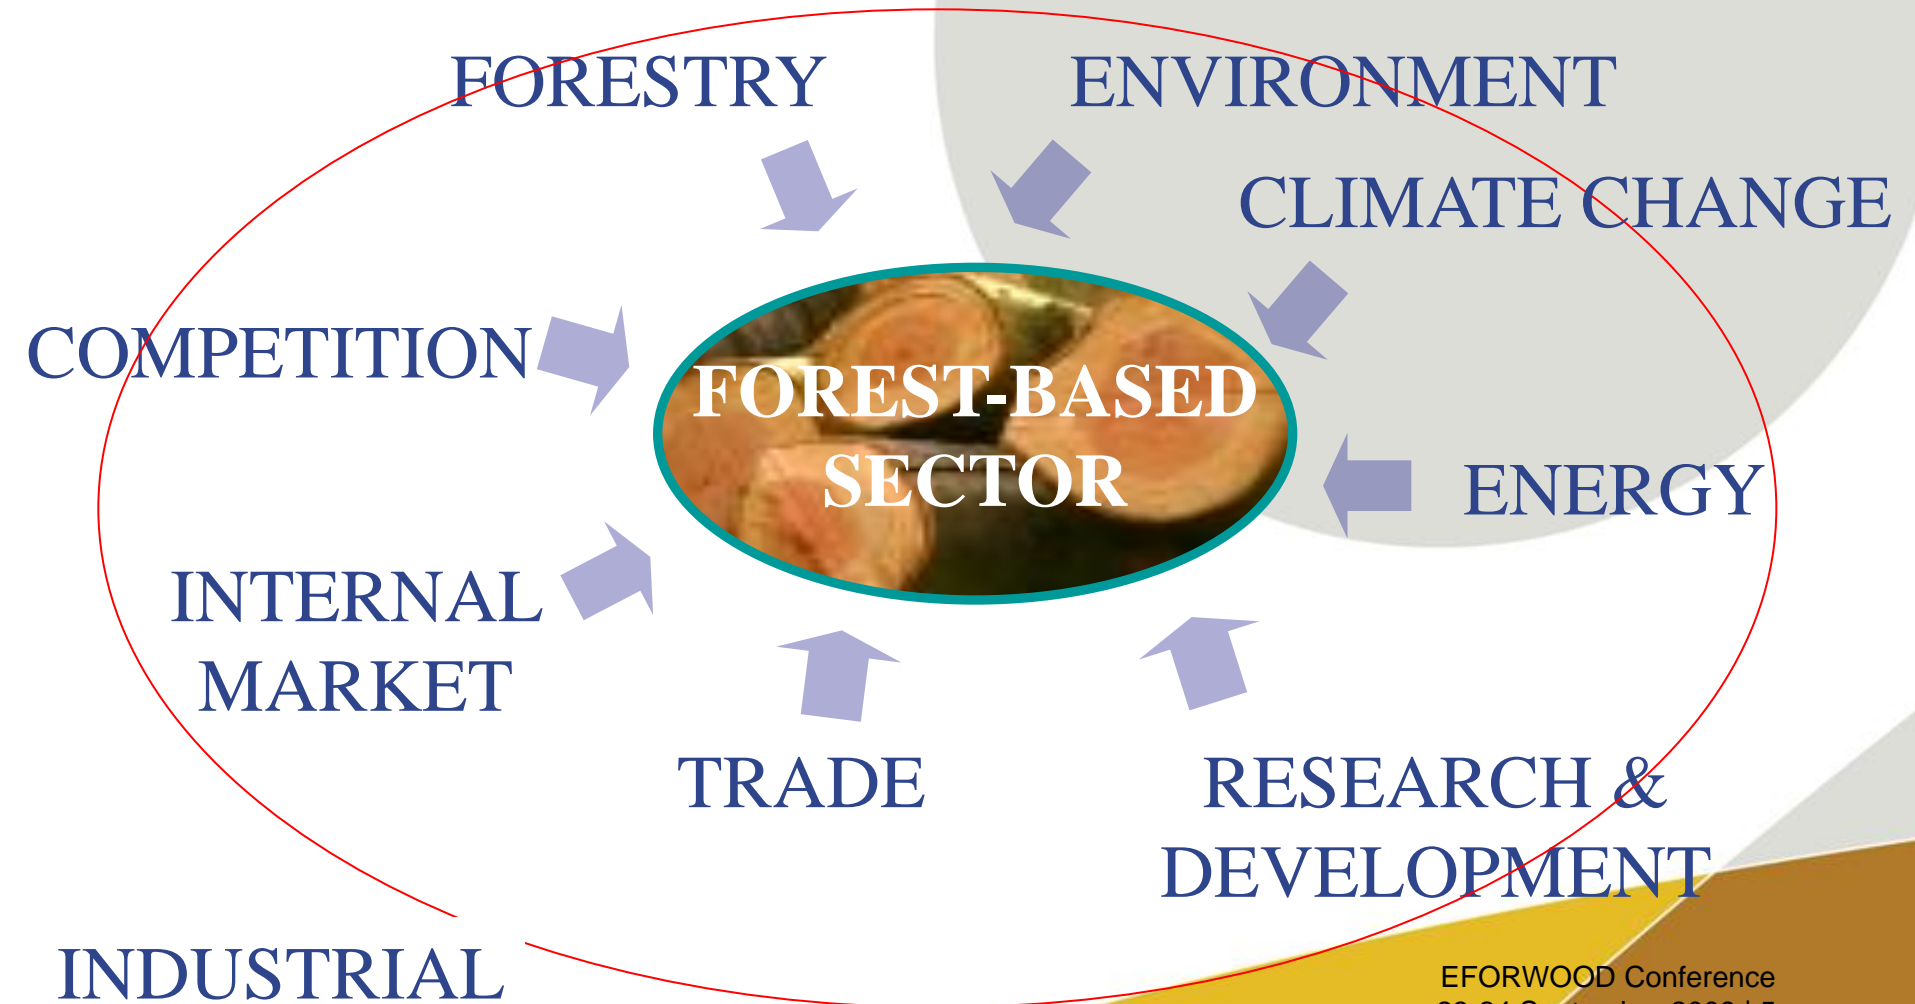 FORESTRY
ENVIRONMENT
CLIMATE CHANGE
COMPETITION
FOREST-BASED
SECTOR
ENERGY
INTERNAL
MARKET
TRADE
RESEARCH &
DEVELOPMENT
INDUSTRIAL
EFORWOOD Conference